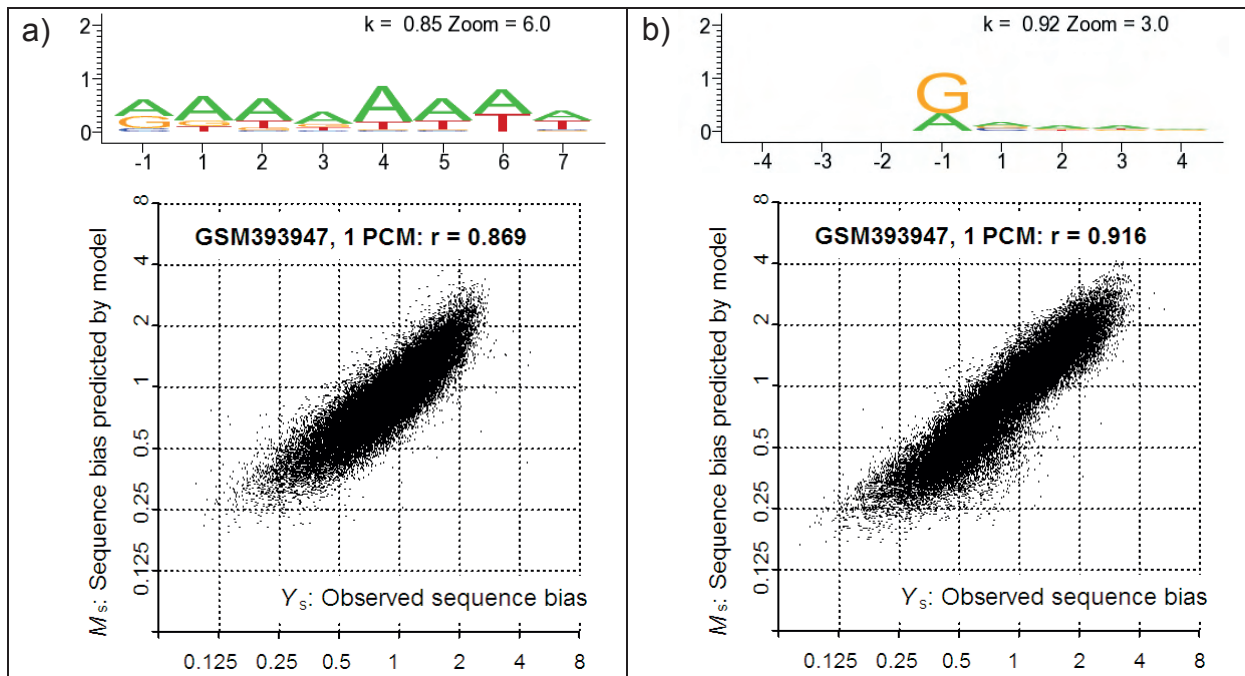 a)
k = 0.85 Zoom = 6.0
2
1
0
A A A A A A A A
G G T G T T T T
T C T
-1 1 2 3 4 5 6 7
GSM393947, 1 PCM: r = 0.869
8
4
2
1
0.5
0.25
0.125
Ms: Sequence bias predicted by model
Ys: Observed sequence bias
0.125 0.25 0.5 1 2 4 8
b)
k = 0.92 Zoom = 3.0
2
1
0
G
A
-4 -3 -2 -1 1 2 3 4
GSM393947, 1 PCM: r = 0.916
8
4
2
1
0.5
0.25
0.125
Ms: Sequence bias predicted by model
Ys: Observed sequence bias
0.125 0.25 0.5 1 2 4 8